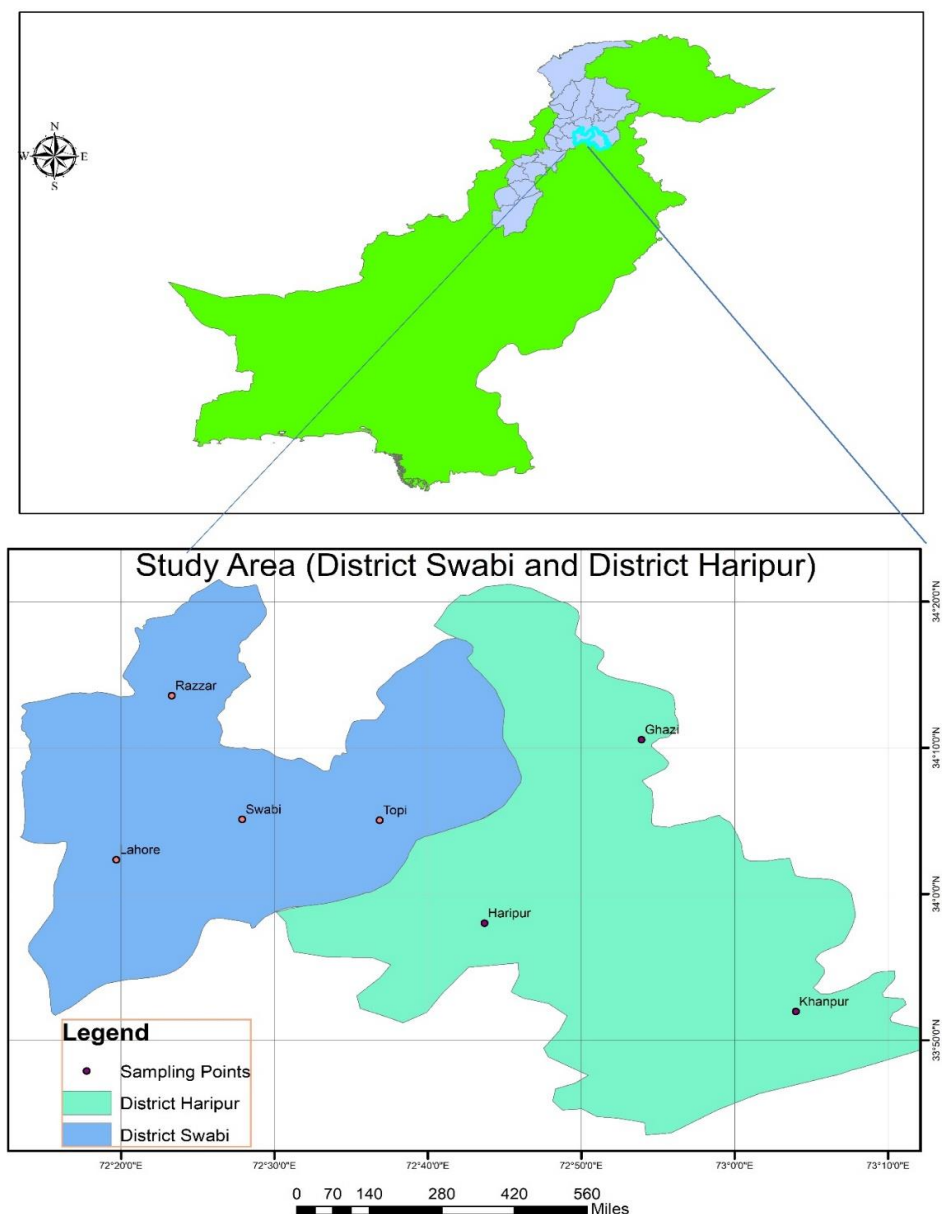 N
W E
S
Study Area (District Swabi and District Haripur)
34°20'0"N
Razzar
Ghazi
34°10'0"N
Swabi
Topi
Lahore
34°0'0"N
Haripur
Khanpur
33°50'0"N
Legend
Sampling Points
District Haripur
District Swabi
72°20'0"E 72°30'0"E 72°40'0"E 72°50'0"E 73°0'0"E 73°10'0"E
0 70 140 280 420 560
Miles